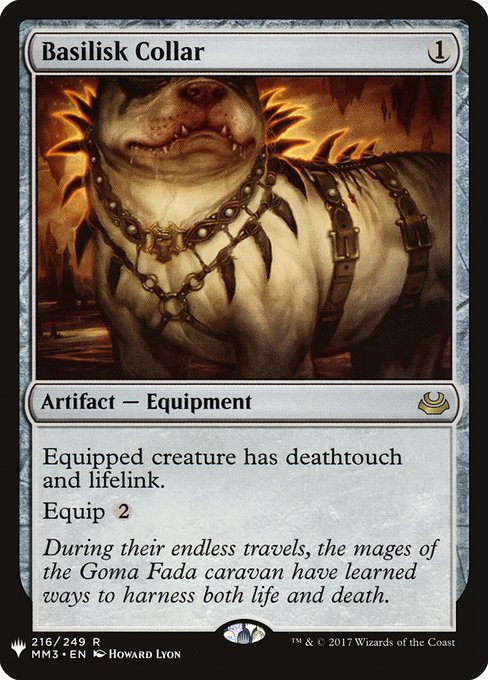 Basilisk Collar 1
Artifact — Equipment
Equipped creature has deathtouch
and lifelink.
Equip 2
During their endless travels, the mages of
the Goma Fada caravan have learned
ways to harness both life and death.
216/249 R
MM3 • EN Howard Lyon
™ & © 2017 Wizards of the Coast